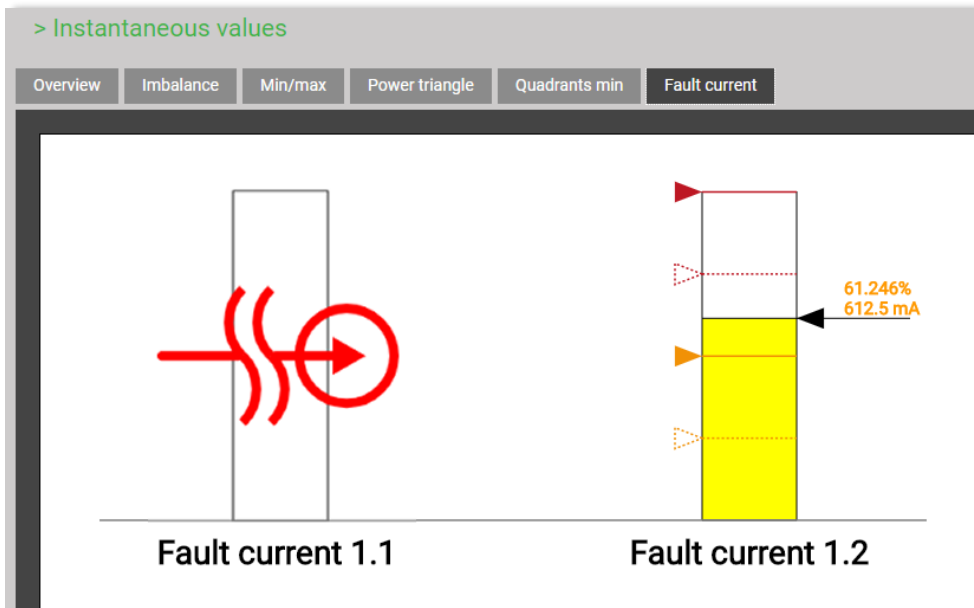 > Instantaneous values
Overview
Imbalance
Min/max
Power triangle
Quadrants min
Fault current
61.246%
612.5 mA
Fault current 1.1
Fault current 1.2